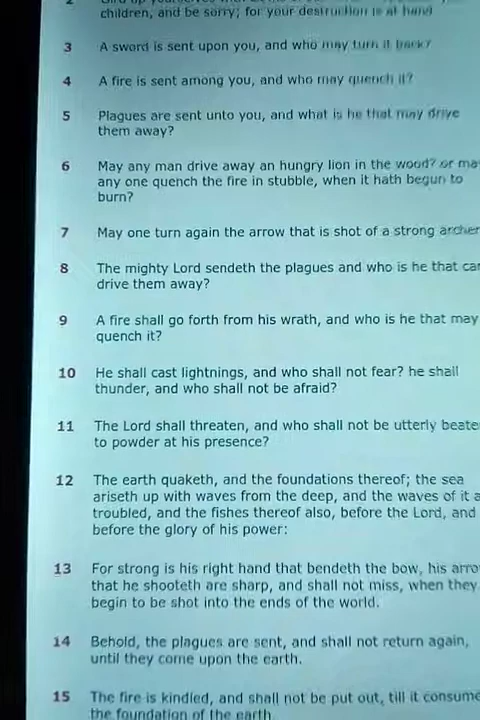 2
children, and be sorry; for your destruction is at hand
3 A sword is sent upon you, and who may turn it back?
4 A fire is sent among you, and who may quench it?
5 Plagues are sent unto you, and what is he that may drive
them away?
6 May any man drive away an hungry lion in the wood? or ma
any one quench the fire in stubble, when it hath begun to
burn?
7 May one turn again the arrow that is shot of a strong archer
8 The mighty Lord sendeth the plagues and who is he that can
drive them away?
9 A fire shall go forth from his wrath, and who is he that may
quench it?
10 He shall cast lightnings, and who shall not fear? he shall
thunder, and who shall not be afraid?
11 The Lord shall threaten, and who shall not be utterly beate
to powder at his presence?
12 The earth quaketh, and the foundations thereof; the sea
ariseth up with waves from the deep, and the waves of it a
troubled, and the fishes thereof also, before the Lord, and
before the glory of his power:
13 For strong is his right hand that bendeth the bow, his arro
that he shooteth are sharp, and shall not miss, when they
begin to be shot into the ends of the world.
14 Behold, the plagues are sent, and shall not return again,
until they come upon the earth.
15 The fire is kindled, and shall not be put out, till it consume
the foundation of the earth.